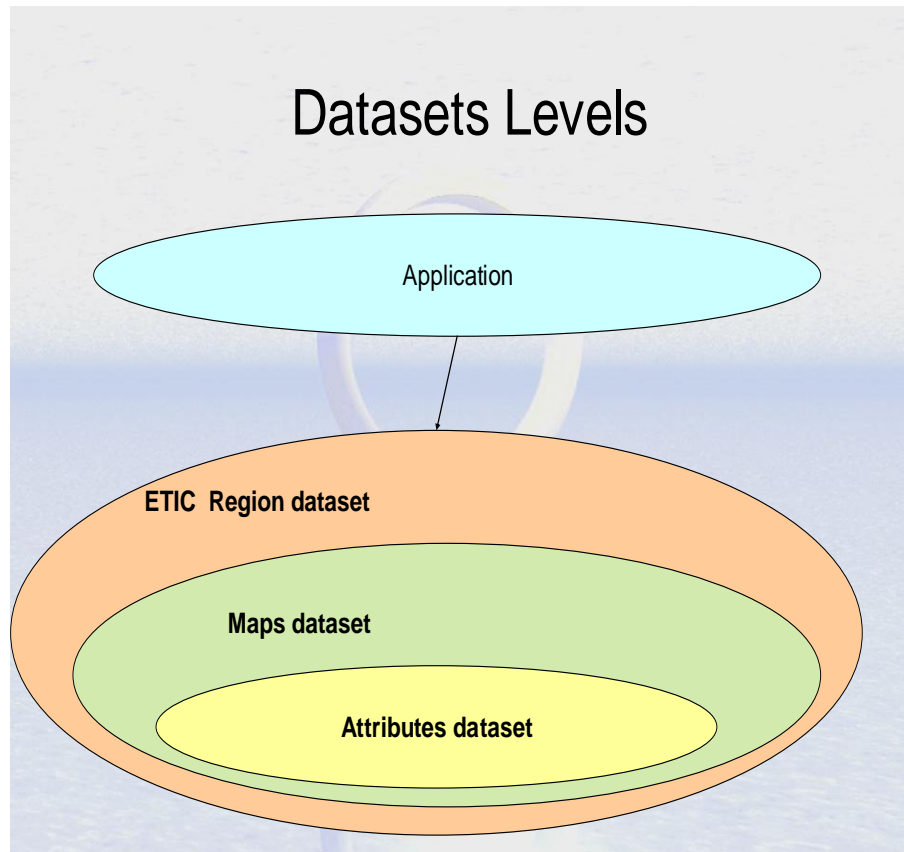 Datasets Levels
Application
ETIC Region dataset
Maps dataset
Attributes dataset